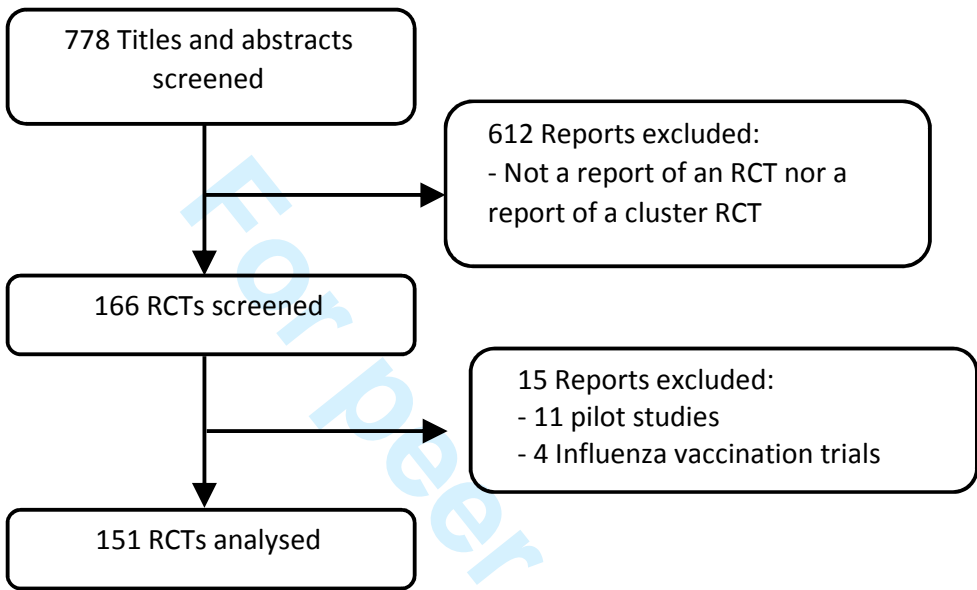 778 Titles and abstracts
screened
612 Reports excluded:
- Not a report of an RCT nor a
report of a cluster RCT
166 RCTs screened
15 Reports excluded:
- 11 pilot studies
- 4 Influenza vaccination trials
151 RCTs analysed
For peer